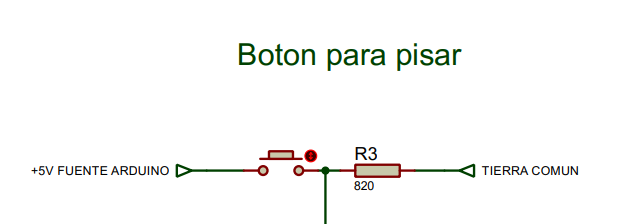 Boton para pisar
R3
+5V FUENTE ARDUINO
TIERRA COMUN
820